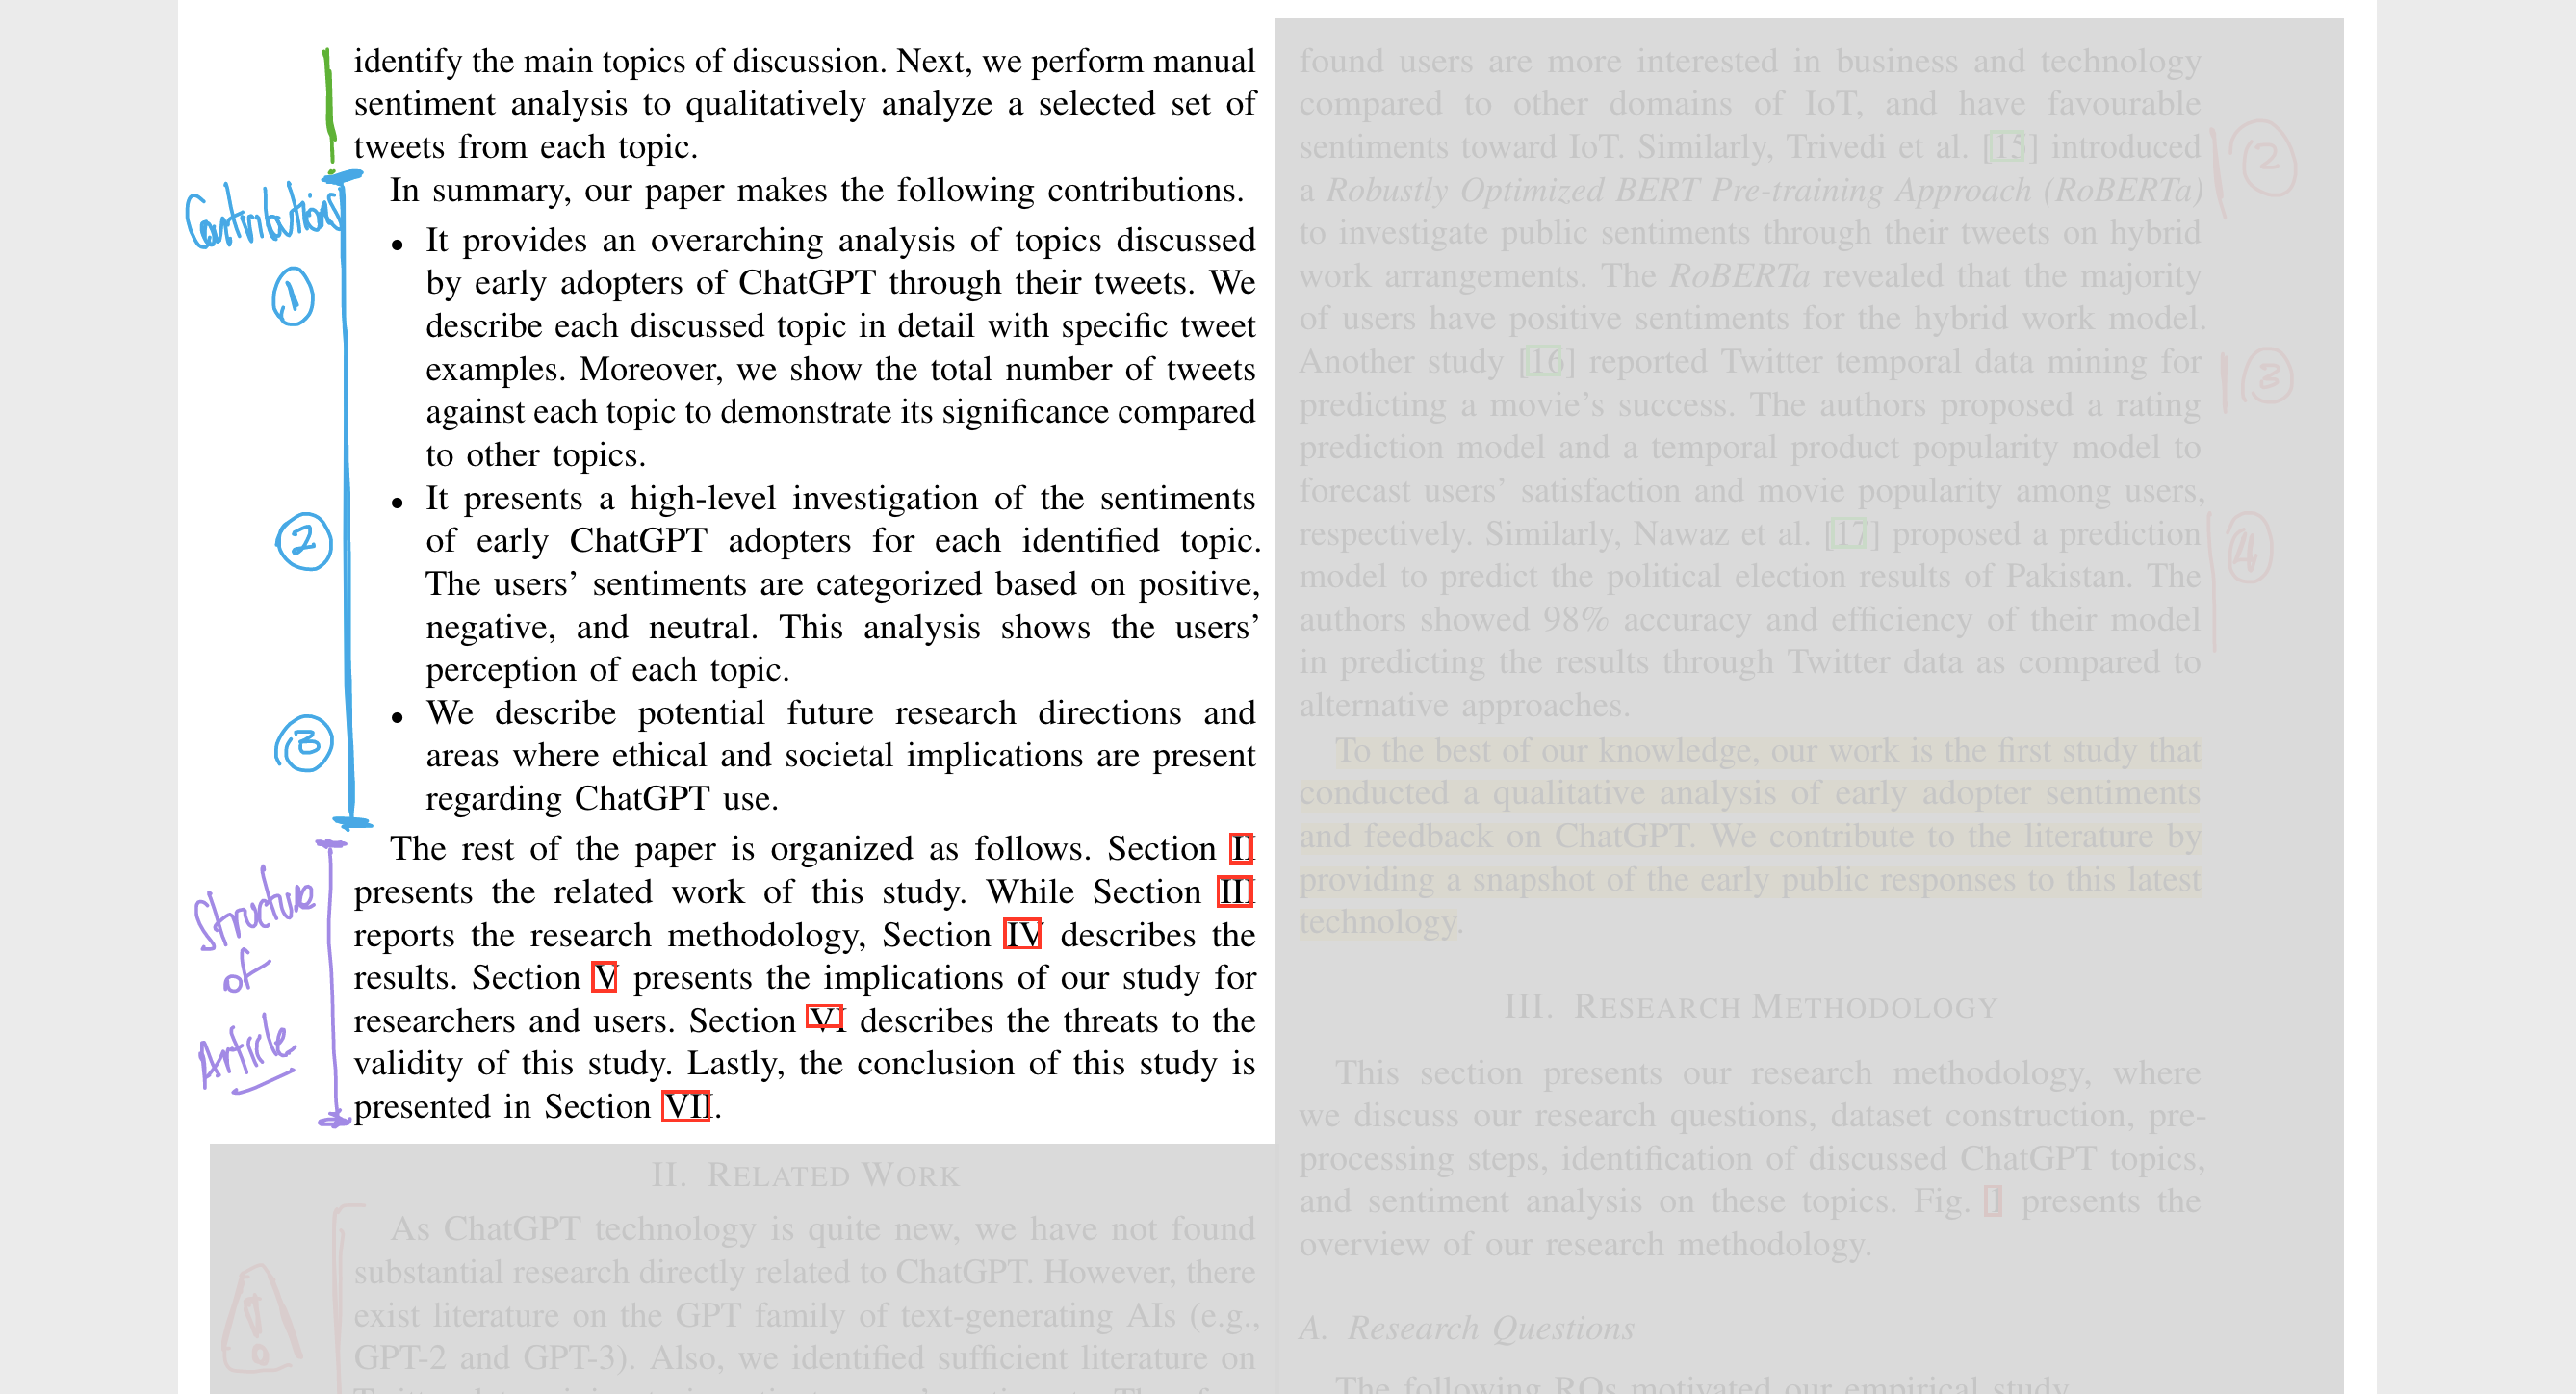 identify the main topics of discussion. Next, we perform manual
sentiment analysis to qualitatively analyze a selected set of
tweets from each topic.
Contributions
In summary, our paper makes the following contributions.
①
• It provides an overarching analysis of topics discussed
by early adopters of ChatGPT through their tweets. We
describe each discussed topic in detail with specific tweet
examples. Moreover, we show the total number of tweets
against each topic to demonstrate its significance compared
to other topics.
②
• It presents a high-level investigation of the sentiments
of early ChatGPT adopters for each identified topic.
The users’ sentiments are categorized based on positive,
negative, and neutral. This analysis shows the users’
perception of each topic.
③
• We describe potential future research directions and
areas where ethical and societal implications are present
regarding ChatGPT use.
Structure
of
Article
The rest of the paper is organized as follows. Section II
presents the related work of this study. While Section III
reports the research methodology, Section IV describes the
results. Section V presents the implications of our study for
researchers and users. Section VI describes the threats to the
validity of this study. Lastly, the conclusion of this study is
presented in Section VII.
II. RELATED WORK
!
As ChatGPT technology is quite new, we have not found
substantial research directly related to ChatGPT. However, there
exist literature on the GPT family of text-generating AIs (e.g.,
GPT-2 and GPT-3). Also, we identified sufficient literature on
found users are more interested in business and technology
compared to other domains of IoT, and have favourable
sentiments toward IoT. Similarly, Trivedi et al. [15] introduced
②
a Robustly Optimized BERT Pre-training Approach (RoBERTa)
to investigate public sentiments through their tweets on hybrid
work arrangements. The RoBERTa revealed that the majority
of users have positive sentiments for the hybrid work model.
Another study [16] reported Twitter temporal data mining for
③
predicting a movie’s success. The authors proposed a rating
prediction model and a temporal product popularity model to
forecast users’ satisfaction and movie popularity among users,
respectively. Similarly, Nawaz et al. [17] proposed a prediction
④
model to predict the political election results of Pakistan. The
authors showed 98% accuracy and efficiency of their model
in predicting the results through Twitter data as compared to
alternative approaches.
To the best of our knowledge, our work is the first study that
conducted a qualitative analysis of early adopter sentiments
and feedback on ChatGPT. We contribute to the literature by
providing a snapshot of the early public responses to this latest
technology.
III. RESEARCH METHODOLOGY
This section presents our research methodology, where
we discuss our research questions, dataset construction, pre-
processing steps, identification of discussed ChatGPT topics,
and sentiment analysis on these topics. Fig. 1 presents the
overview of our research methodology.
A. Research Questions
The following RQs motivated our empirical study.